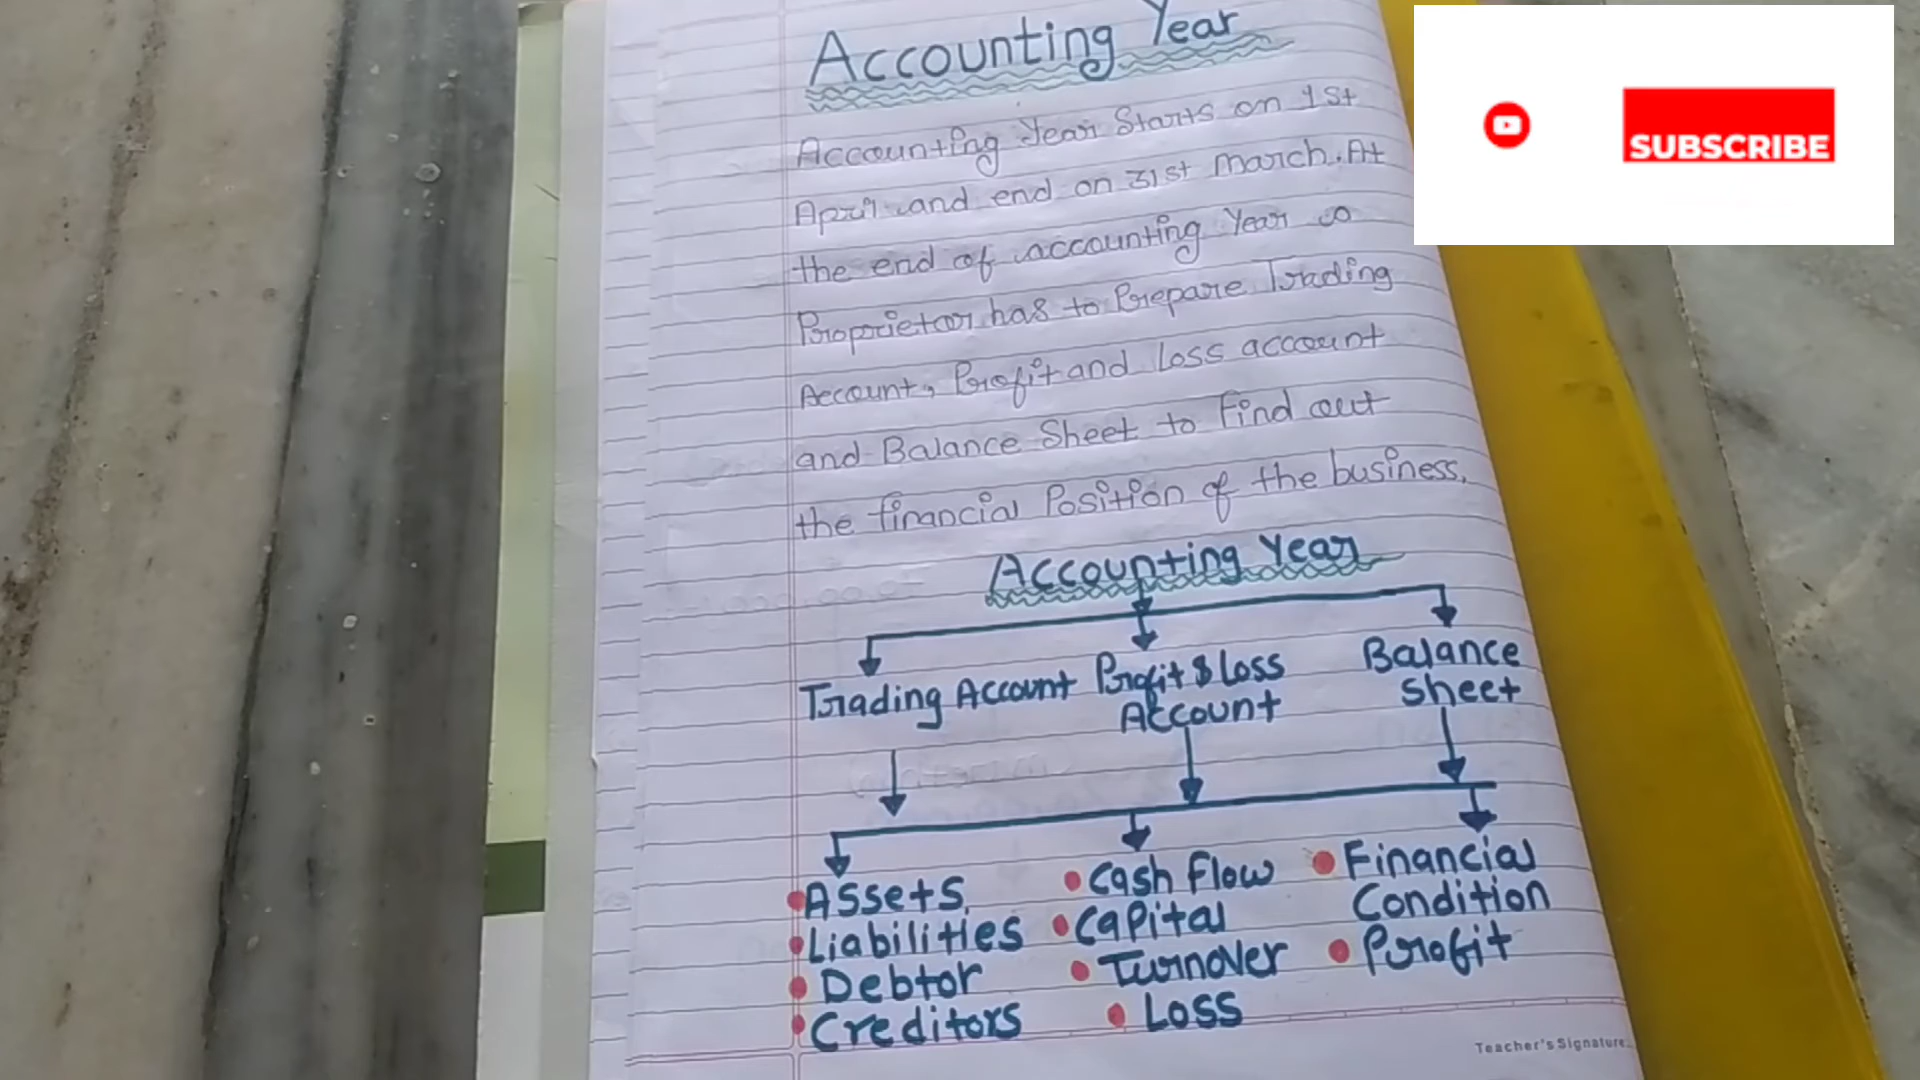 Accounting Year
Accounting Year Starts on 1st
April and end on 31st March. At
the end of accounting Year a
Proprietor has to Prepare Trading
Account, Profit and Loss account
and Balance Sheet to Find out
the financial Position of the business.
Accounting Year
Trading Account Profit & Loss Account Balance Sheet
Assets
Liabilities
Debtor
Creditors
Cash Flow
Capital
Turnover
Loss
Financial
Condition
Profit
Teacher's Signature
SUBSCRIBE